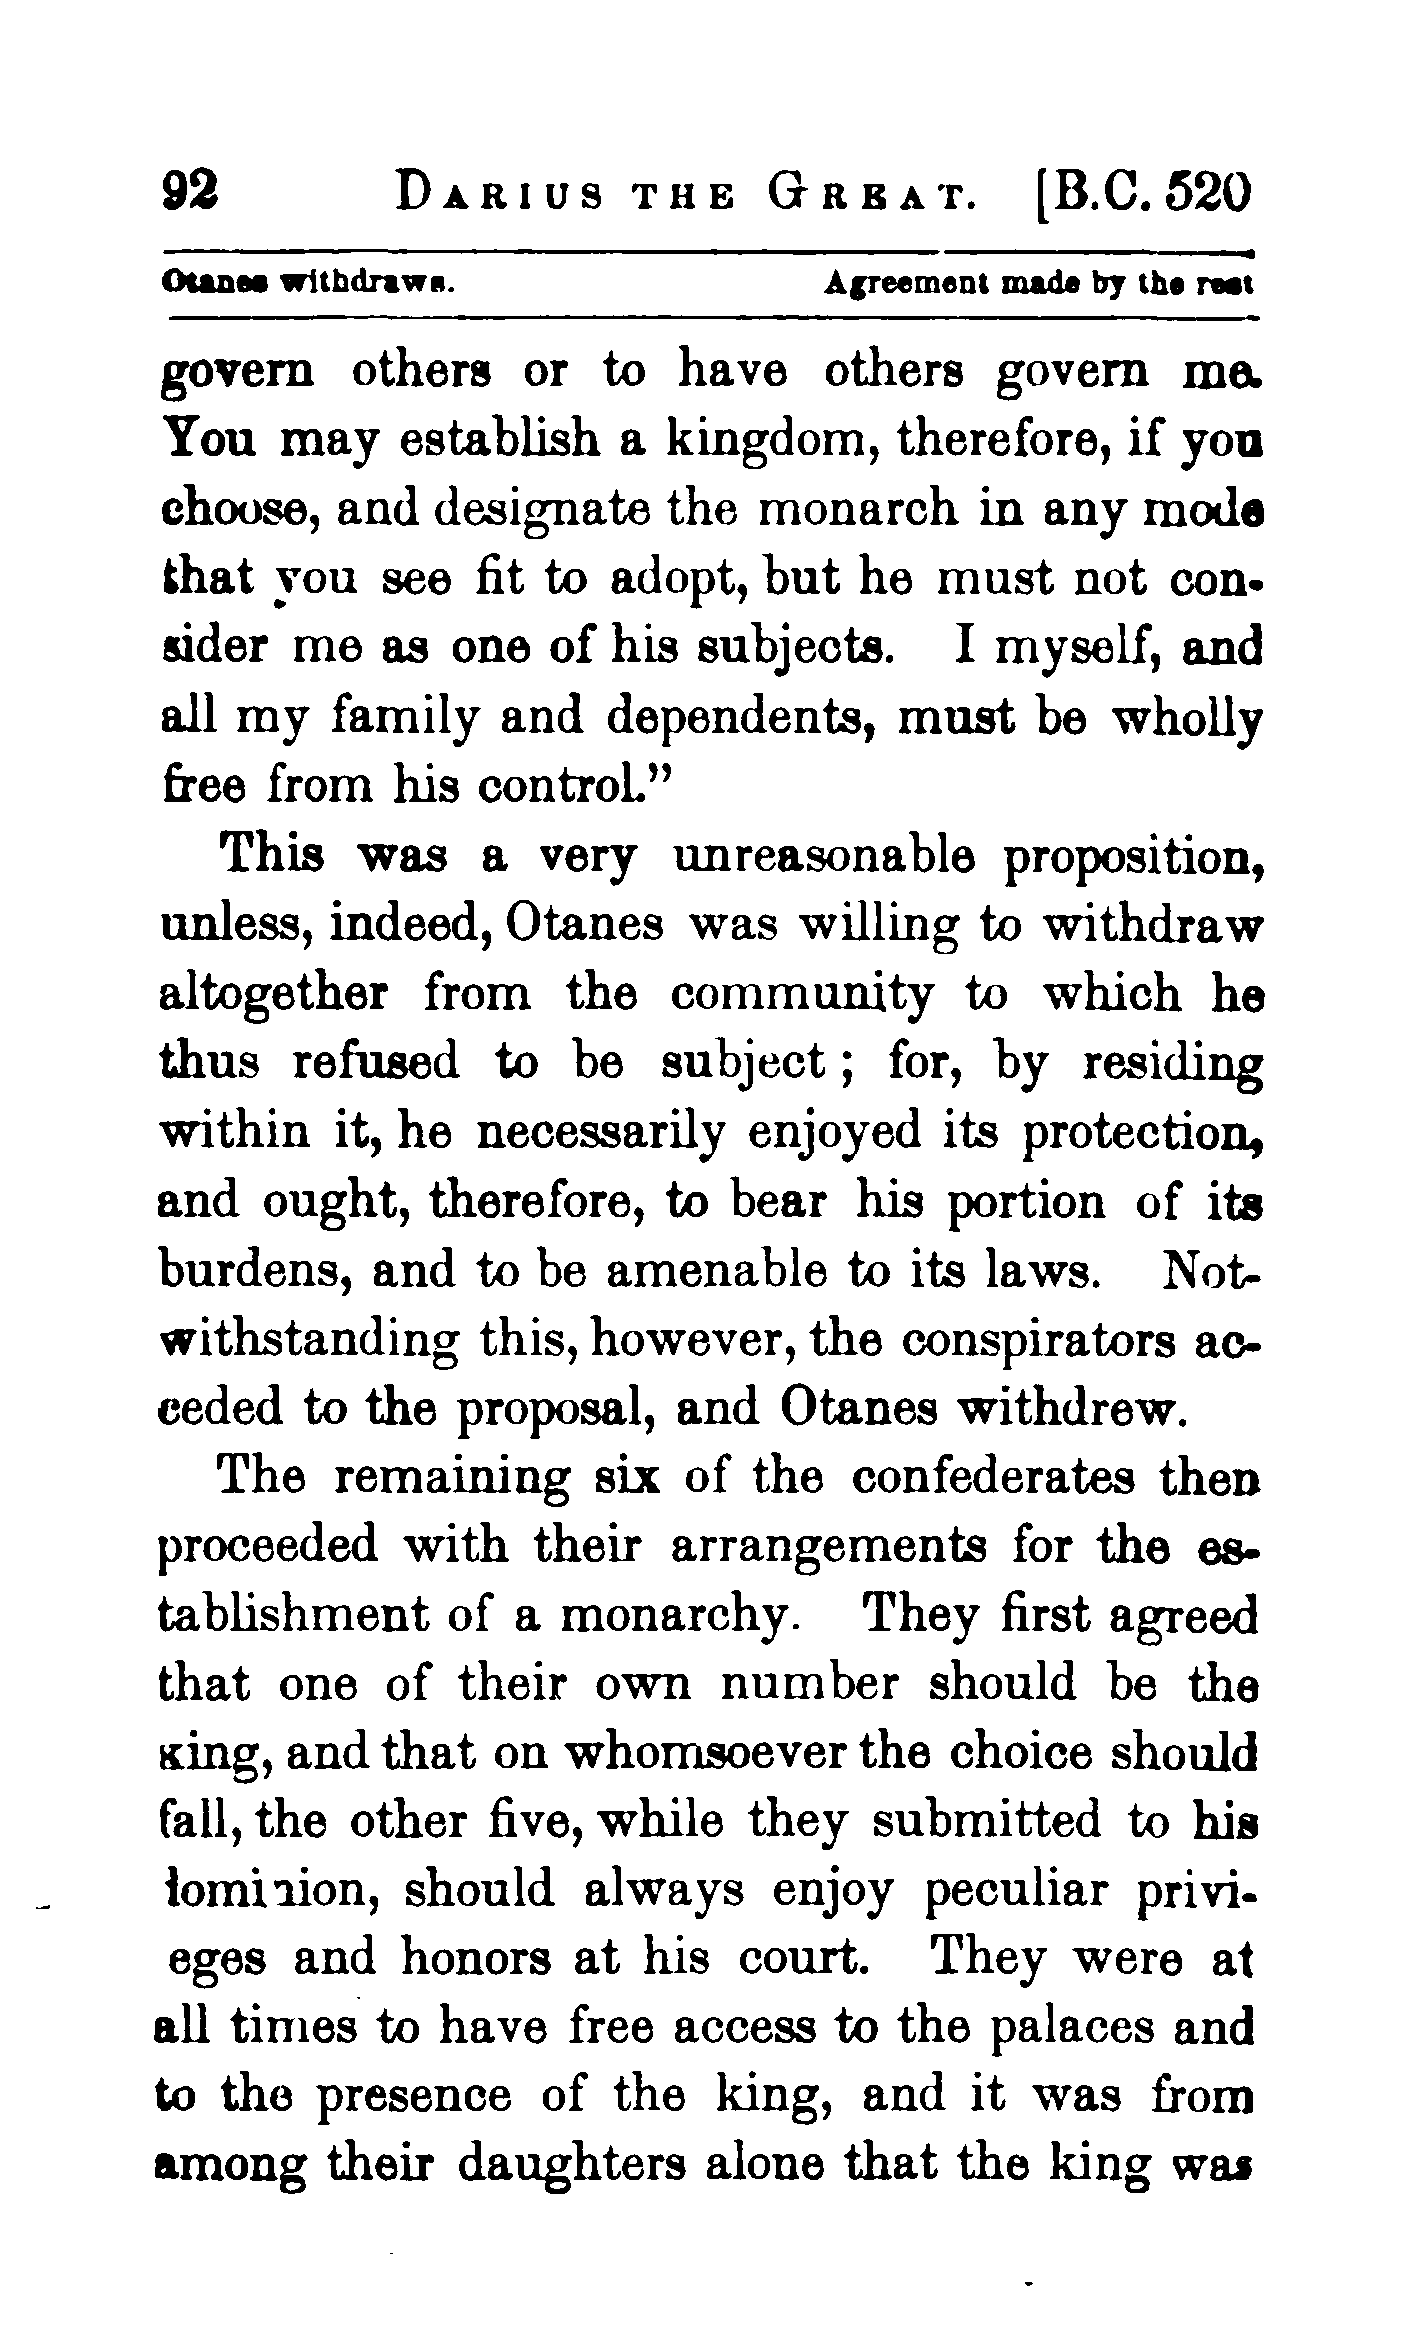 92 DARIUS THE GREAT. [B.C. 520
Otanes withdraws. Agreement made by the rest
govern others or to have others govern me.
You may establish a kingdom, therefore, if you
choose, and designate the monarch in any mode
that you see fit to adopt, but he must not con-
sider me as one of his subjects. I myself, and
all my family and dependents, must be wholly
free from his control."
This was a very unreasonable proposition,
unless, indeed, Otanes was willing to withdraw
altogether from the community to which he
thus refused to be subject; for, by residing
within it, he necessarily enjoyed its protection,
and ought, therefore, to bear his portion of its
burdens, and to be amenable to its laws. Not-
withstanding this, however, the conspirators ac-
ceded to the proposal, and Otanes withdrew.
The remaining six of the confederates then
proceeded with their arrangements for the es-
tablishment of a monarchy. They first agreed
that one of their own number should be the
king, and that on whomsoever the choice should
fall, the other five, while they submitted to his
dominion, should always enjoy peculiar privi-
eges and honors at his court. They were at
all times to have free access to the palaces and
to the presence of the king, and it was from
among their daughters alone that the king was